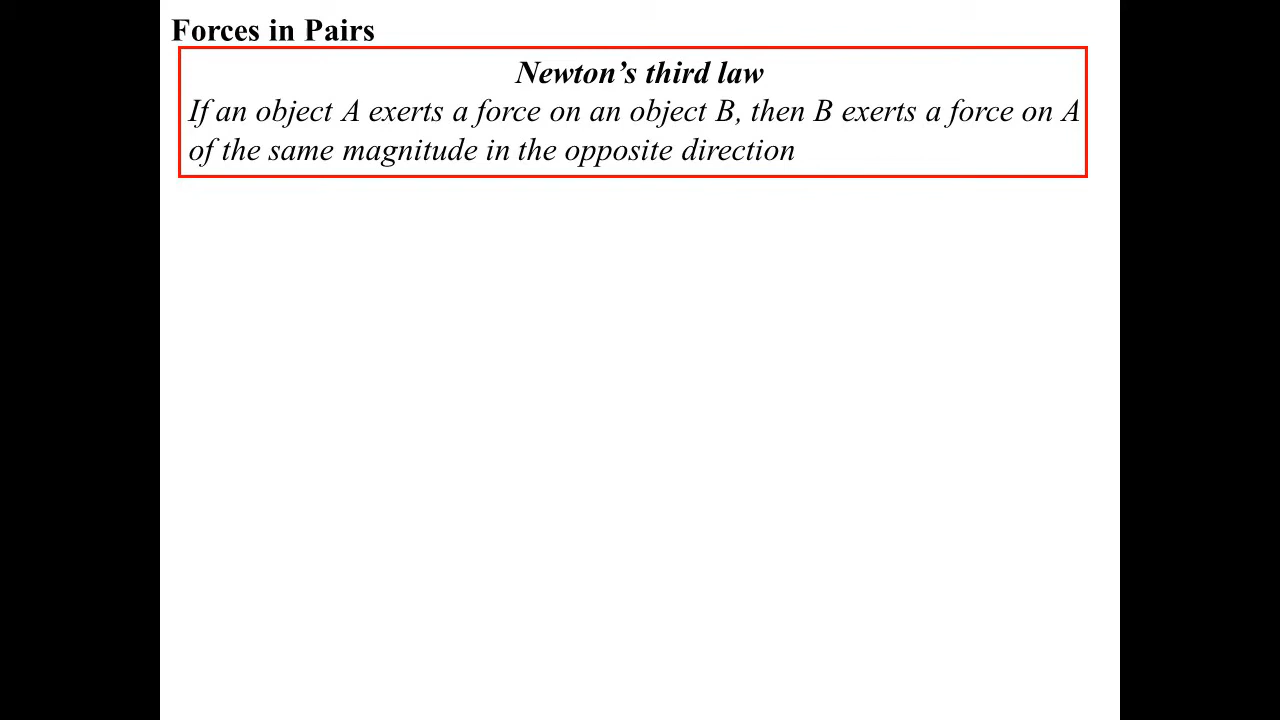 Forces in Pairs
Newton’s third law
If an object A exerts a force on an object B, then B exerts a force on A
of the same magnitude in the opposite direction